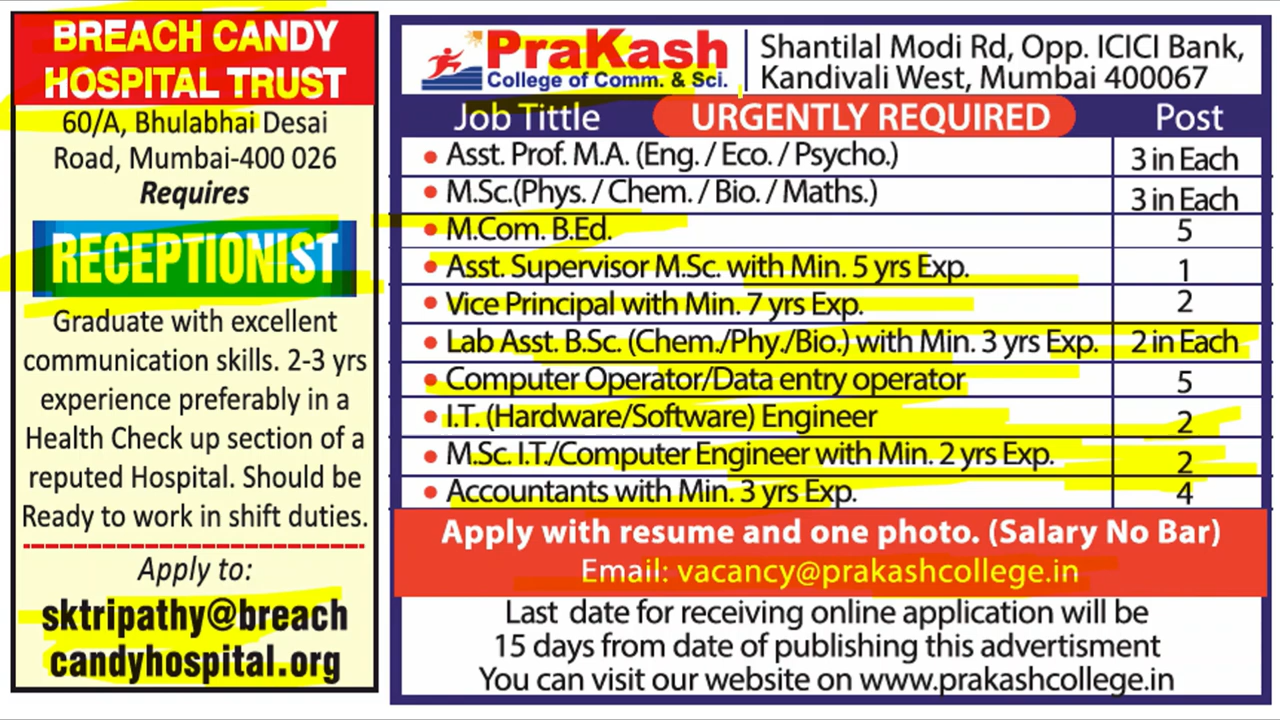 BREACH CANDY
HOSPITAL TRUST
60/A, Bhulabhai Desai
Road, Mumbai-400 026
Requires
RECEPTIONIST
Graduate with excellent
communication skills. 2-3 yrs
experience preferably in a
Health Check up section of a
reputed Hospital. Should be
Ready to work in shift duties.
Apply to:
sktripathy@breach
candyhospital.org
PraKash
College of Comm. & Sci.
Shantilal Modi Rd, Opp. ICICI Bank,
Kandivali West, Mumbai 400067
Job Tittle URGENTLY REQUIRED Post
• Asst. Prof. M.A. (Eng. / Eco. / Psycho.) 3 in Each
• M.Sc.(Phys. / Chem. / Bio. / Maths.) 3 in Each
• M.Com. B.Ed. 5
• Asst. Supervisor M.Sc. with Min. 5 yrs Exp. 1
• Vice Principal with Min. 7 yrs Exp. 2
• Lab Asst. B.Sc. (Chem./Phy./Bio.) with Min. 3 yrs Exp. 2 in Each
• Computer Operator/Data entry operator 5
• I.T. (Hardware/Software) Engineer 2
• M.Sc. I.T./Computer Engineer with Min. 2 yrs Exp. 2
• Accountants with Min. 3 yrs Exp. 4
Apply with resume and one photo. (Salary No Bar)
Email: vacancy@prakashcollege.in
Last date for receiving online application will be
15 days from date of publishing this advertisment
You can visit our website on www.prakashcollege.in